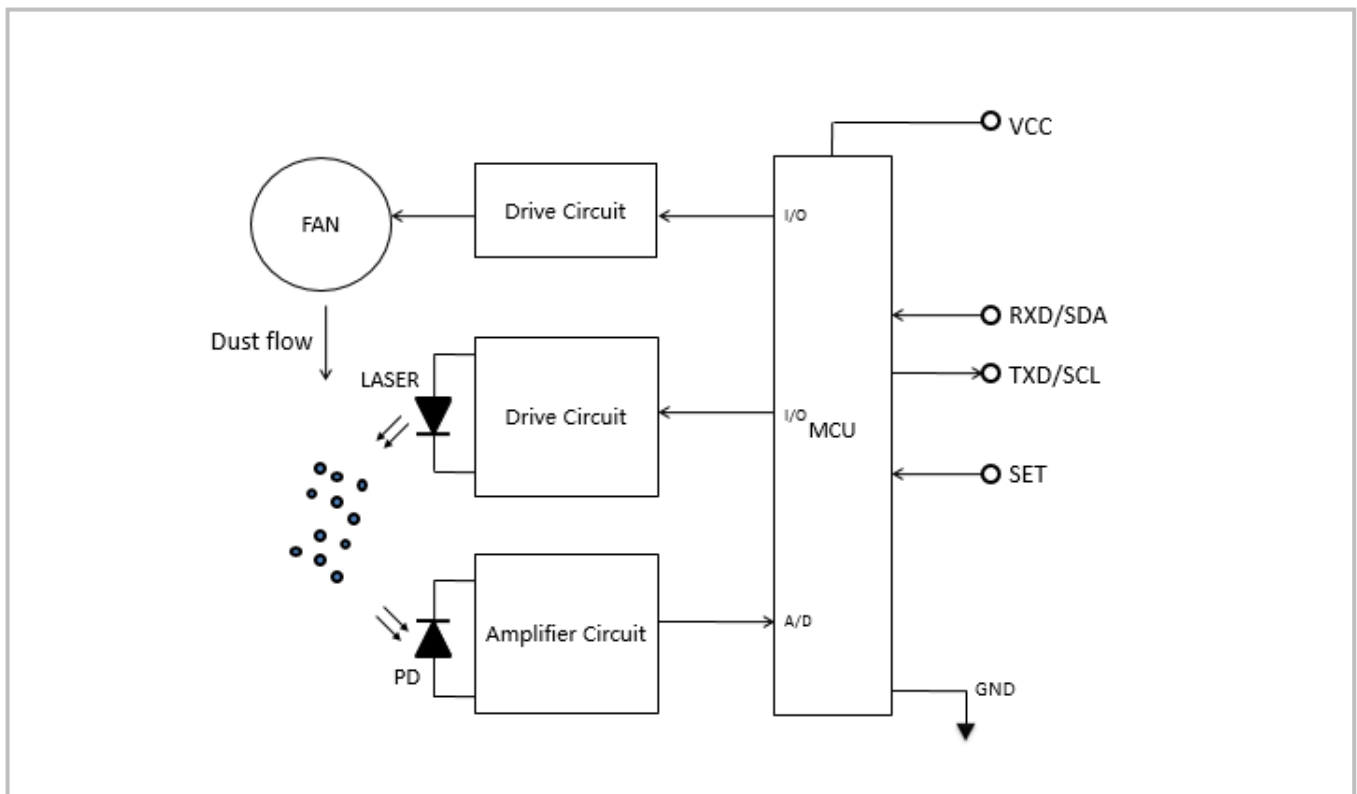 VCC
FAN
Drive Circuit
I/O
RXD/SDA
Dust flow
LASER
TXD/SCL
Drive Circuit
I/O
MCU
SET
A/D
Amplifier Circuit
PD
GND